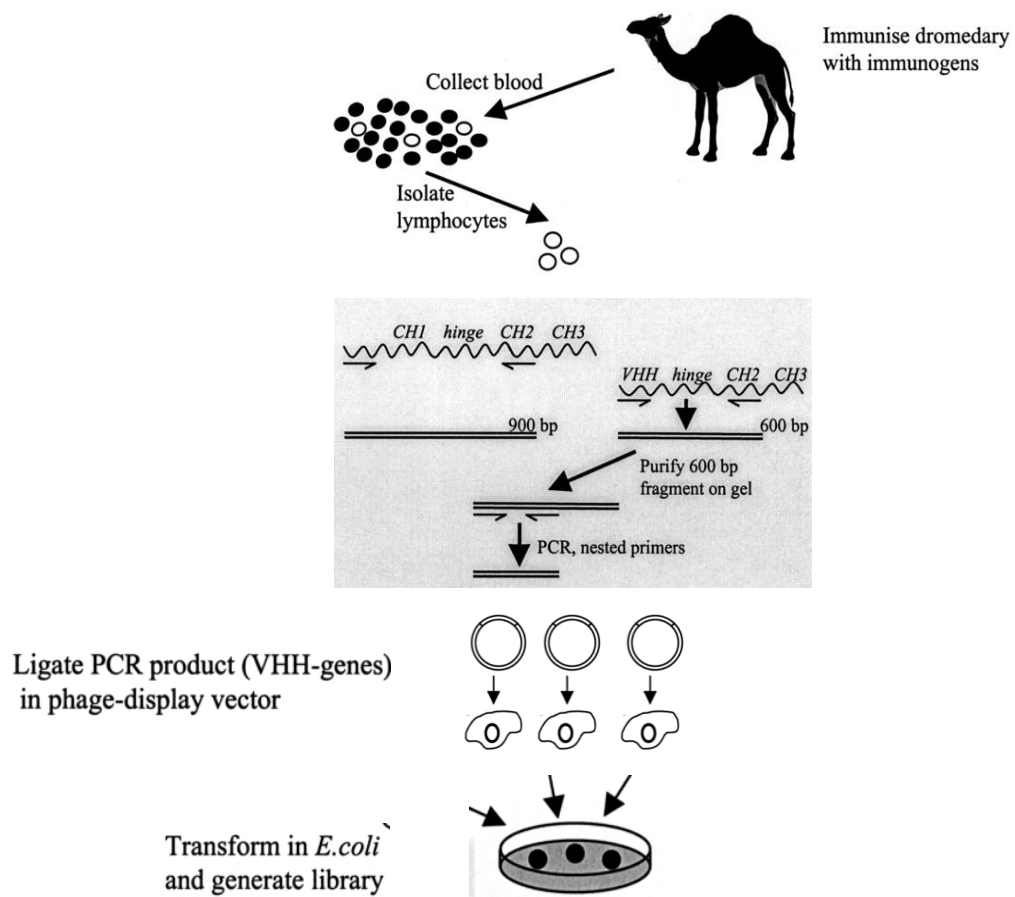 Immunise dromedary
with immunogens
Collect blood
Isolate
lymphocytes
CH1 hinge CH2 CH3
VHH hinge CH2 CH3
900 bp
600 bp
Purify 600 bp
fragment on gel
PCR, nested primers
Ligate PCR product (VHH-genes)
in phage-display vector
Transform in E.coli
and generate library